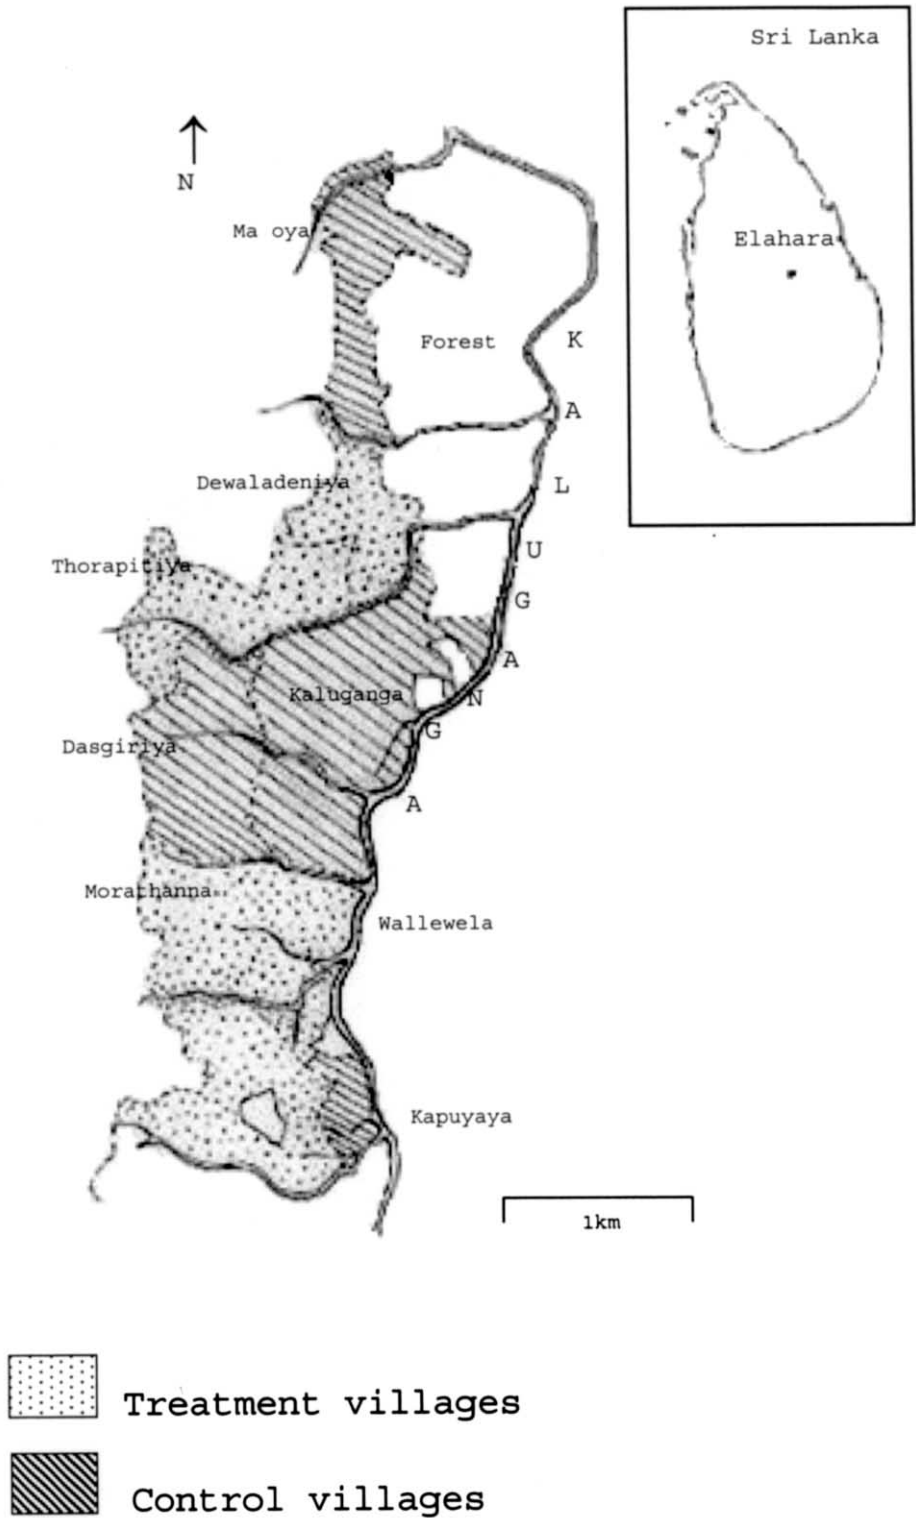 Sri Lanka
N
Ma oya
Elahara
Forest
K
A
L
U
G
A
N
G
A
Dewaladeniya
Thorapitiya
Kaluganga
Dasgiriya
Morathanna
Wallewela
Kapuyaya
1km
Treatment villages
Control villages